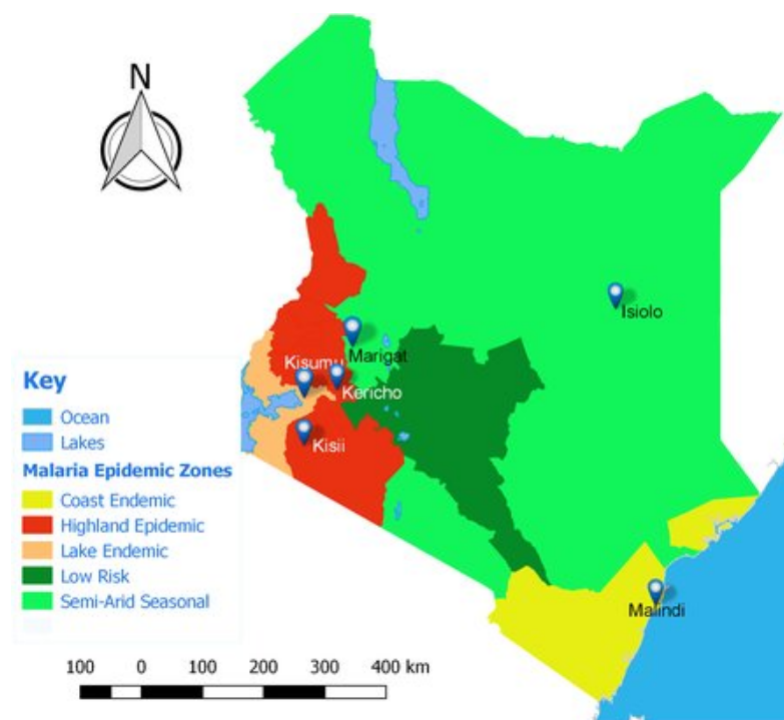 N
Isiolo
Marigat
Kisumu
Kericho
Kisii
Malindi
Key
Ocean
Lakes
Malaria Epidemic Zones
Coast Endemic
Highland Epidemic
Lake Endemic
Low Risk
Semi-Arid Seasonal
100 0 100 200 300 400 km